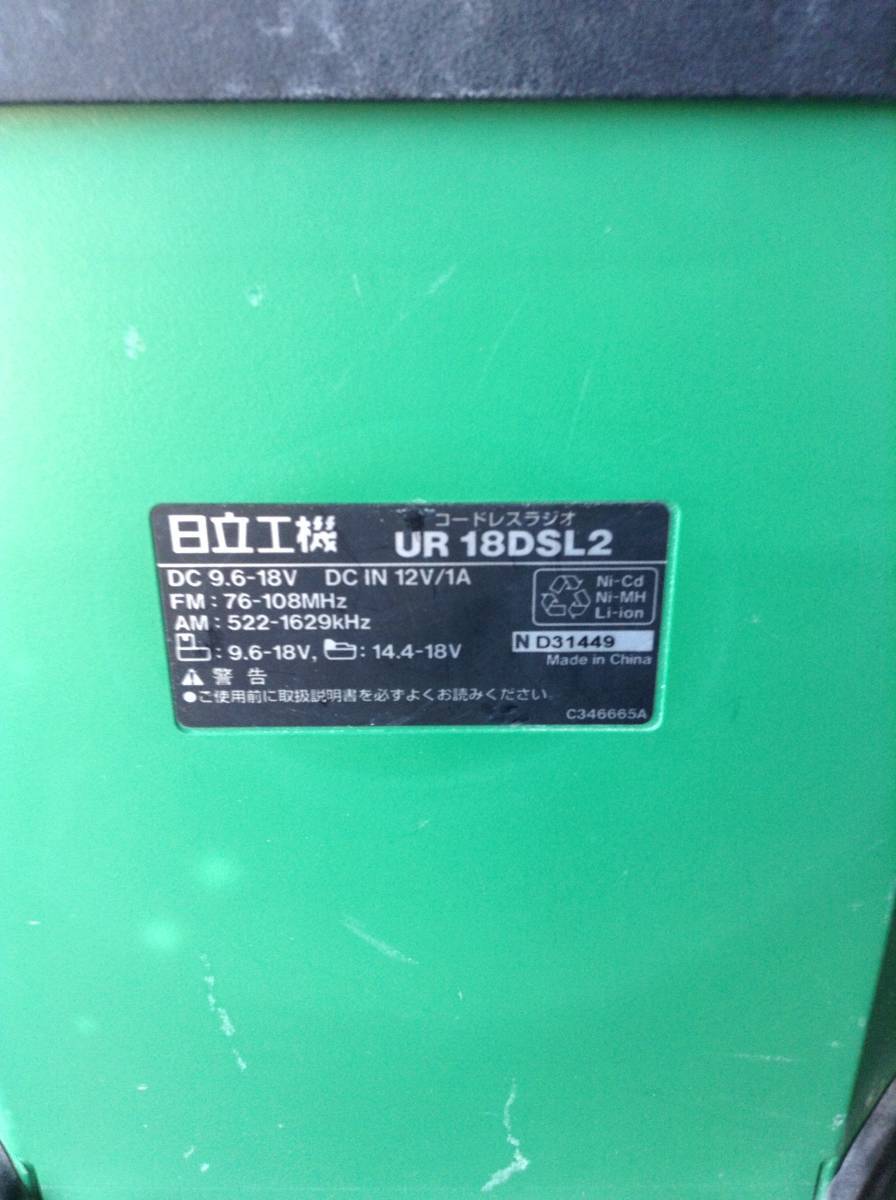 日立工機 コードレスラジオ
UR 18DSL2
DC 9.6-18V DC IN 12V/1A
FM : 76-108MHz
AM : 522-1629kHz
: 9.6-18V, : 14.4-18V
Ni-Cd
Ni-MH
Li-ion
N D31449
Made in China
警告
●ご使用前に取扱説明書を必ずよくお読みください。
C346665A